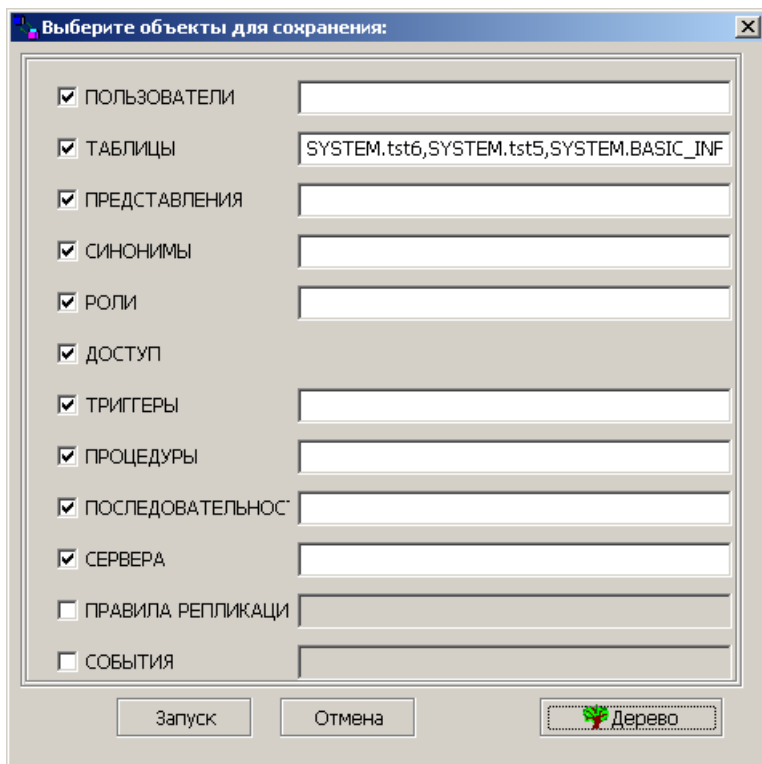 Выберите объекты для сохранения:
ПОЛЬЗОВАТЕЛИ
ТАБЛИЦЫ SYSTEM.tst6,SYSTEM.tst5,SYSTEM.BASIC_INF
ПРЕДСТАВЛЕНИЯ
СИНОНИМЫ
РОЛИ
ДОСТУП
ТРИГГЕРЫ
ПРОЦЕДУРЫ
ПОСЛЕДОВАТЕЛЬНОСТ
СЕРВЕРА
ПРАВИЛА РЕПЛИКАЦИ
СОБЫТИЯ
Запуск Отмена Дерево